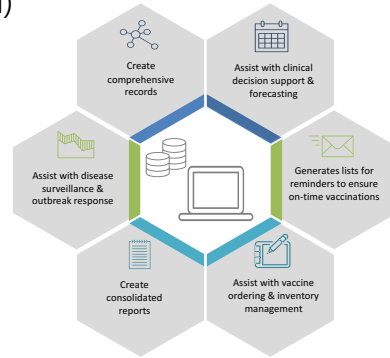 Create
comprehensive
records
Assist with clinical
decision support &
forecasting
Assist with disease
surveillance &
outbreak response
Generates lists for
reminders to ensure
on-time vaccinations
Create
consolidated
reports
Assist with vaccine
ordering & inventory
management